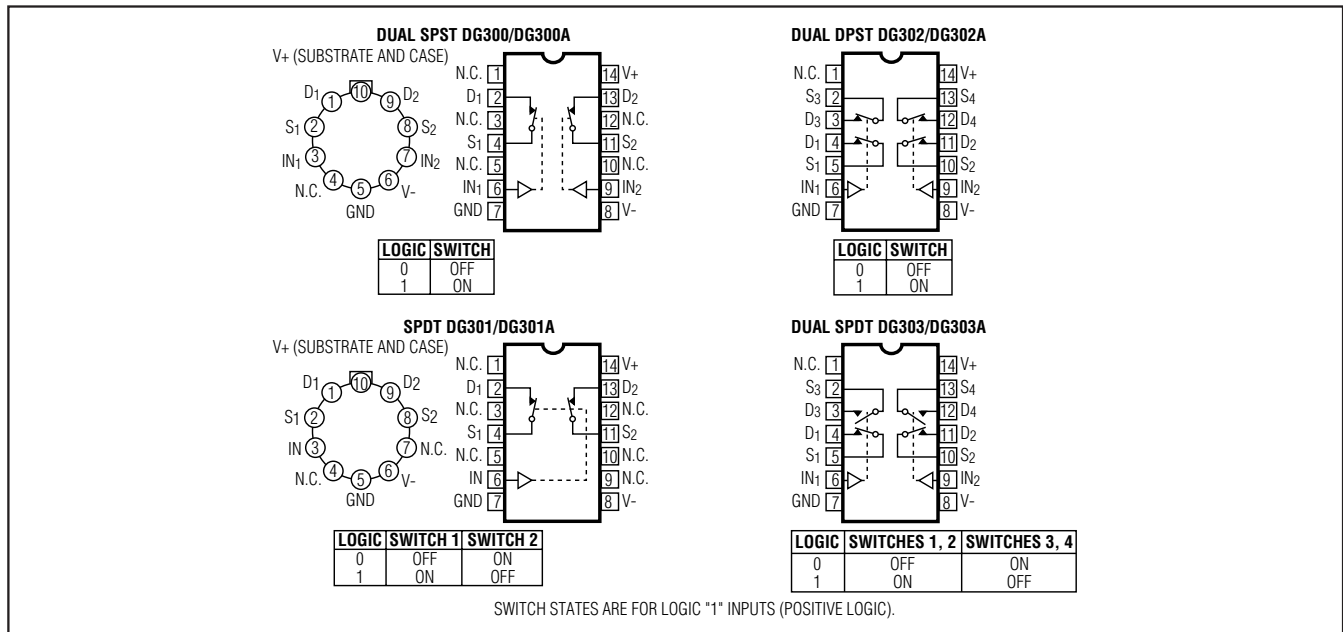 DUAL SPST DG300/DG300A
V+ (SUBSTRATE AND CASE)
10
D1 1 9 D2
S1 2 8 S2
IN1 3 7 IN2
N.C. 4 5 6 V-
GND
N.C. 1 14 V+
D1 2 13 D2
N.C. 3 12 N.C.
S1 4 11 S2
N.C. 5 10 N.C.
IN1 6 9 IN2
GND 7 8 V-
LOGIC SWITCH
0 OFF
1 ON
DUAL DPST DG302/DG302A
N.C. 1 14 V+
S3 2 13 S4
D3 3 12 D4
D1 4 11 D2
S1 5 10 S2
IN1 6 9 IN2
GND 7 8 V-
LOGIC SWITCH
0 OFF
1 ON
SPDT DG301/DG301A
V+ (SUBSTRATE AND CASE)
10
D1 1 9 D2
S1 2 8 S2
IN 3 7 N.C.
N.C. 4 5 6 V-
GND
N.C. 1 14 V+
D1 2 13 D2
N.C. 3 12 N.C.
S1 4 11 S2
N.C. 5 10 N.C.
IN 6 9 N.C.
GND 7 8 V-
LOGIC SWITCH 1 SWITCH 2
0 OFF ON
1 ON OFF
DUAL SPDT DG303/DG303A
N.C. 1 14 V+
S3 2 13 S4
D3 3 12 D4
D1 4 11 D2
S1 5 10 S2
IN1 6 9 IN2
GND 7 8 V-
LOGIC SWITCHES 1, 2 SWITCHES 3, 4
0 OFF ON
1 ON OFF
SWITCH STATES ARE FOR LOGIC "1" INPUTS (POSITIVE LOGIC).